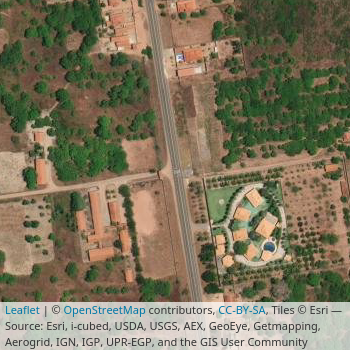 Leaflet | © OpenStreetMap contributors, CC-BY-SA, Tiles © Esri —
Source: Esri, i-cubed, USDA, USGS, AEX, GeoEye, Getmapping,
Aerogrid, IGN, IGP, UPR-EGP, and the GIS User Community